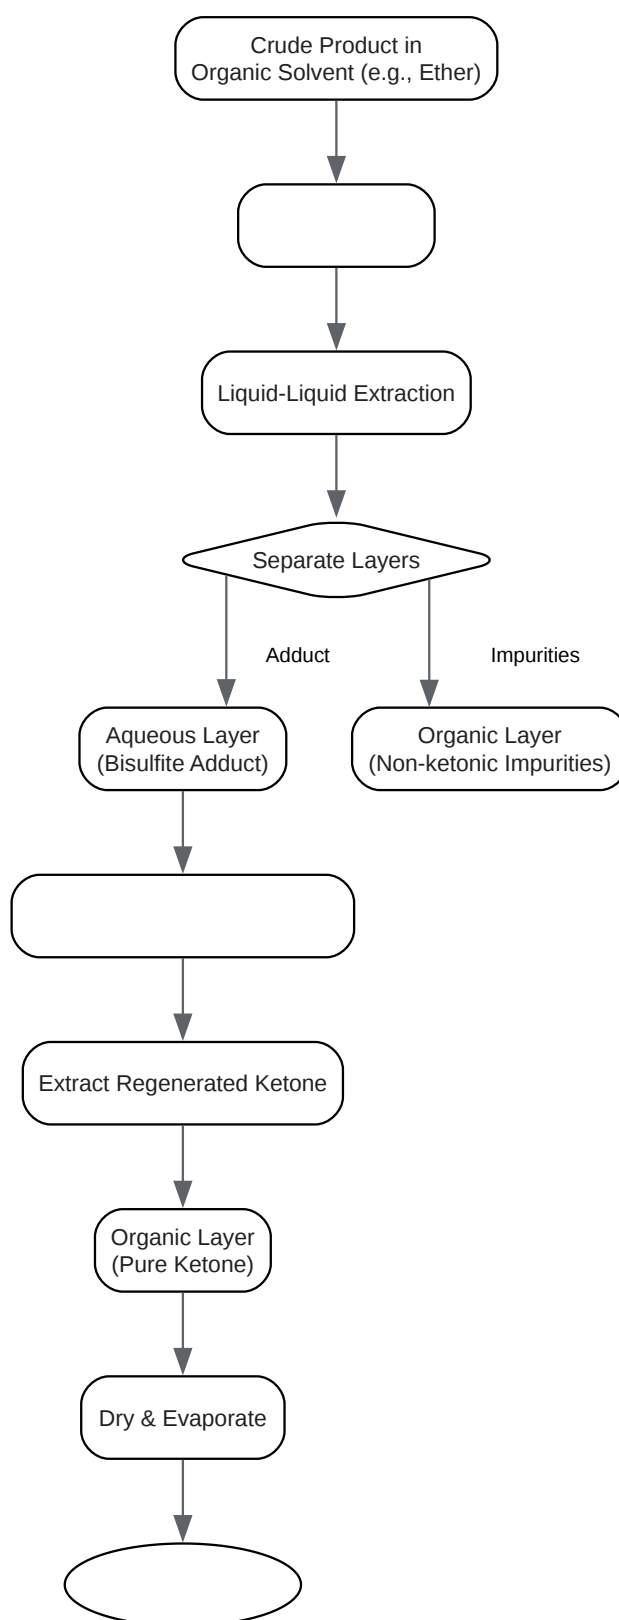 Crude Product in
Organic Solvent (e.g., Ether)
Liquid-Liquid Extraction
Separate Layers
Adduct
Impurities
Aqueous Layer
(Bisulfite Adduct)
Organic Layer
(Non-ketonic Impurities)
Extract Regenerated Ketone
Organic Layer
(Pure Ketone)
Dry & Evaporate